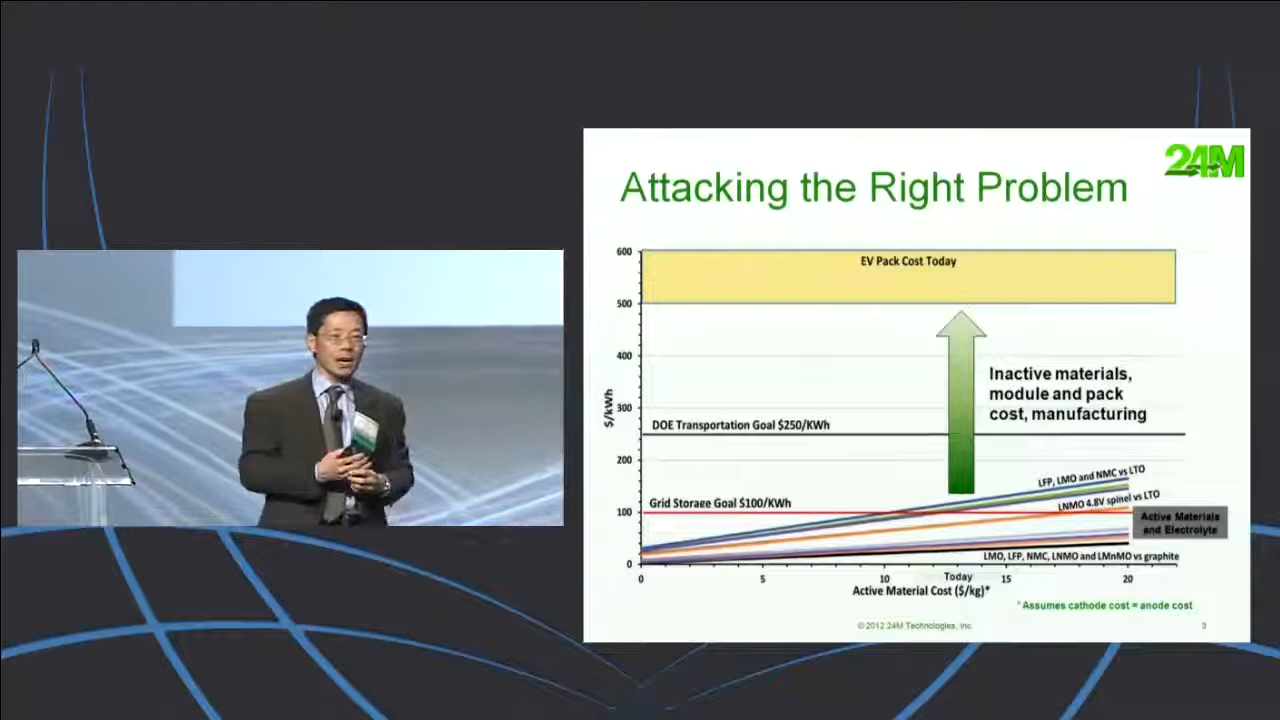 24M
Attacking the Right Problem
600
EV Pack Cost Today
500
400
Inactive materials,
module and pack
cost, manufacturing
300
$/kWh
DOE Transportation Goal $250/KWh
200
LFP, LMO and NMC vs LTO
LNMO 4.8V spinel vs LTO
Grid Storage Goal $100/KWh
100
Active Materials
and Electrolyte
LMO, LFP, NMC, LNMO and LMnMO vs graphite
0
0 5 10 Today 15 20
Active Material Cost ($/kg)*
* Assumes cathode cost = anode cost
© 2012 24M Technologies, Inc.
3